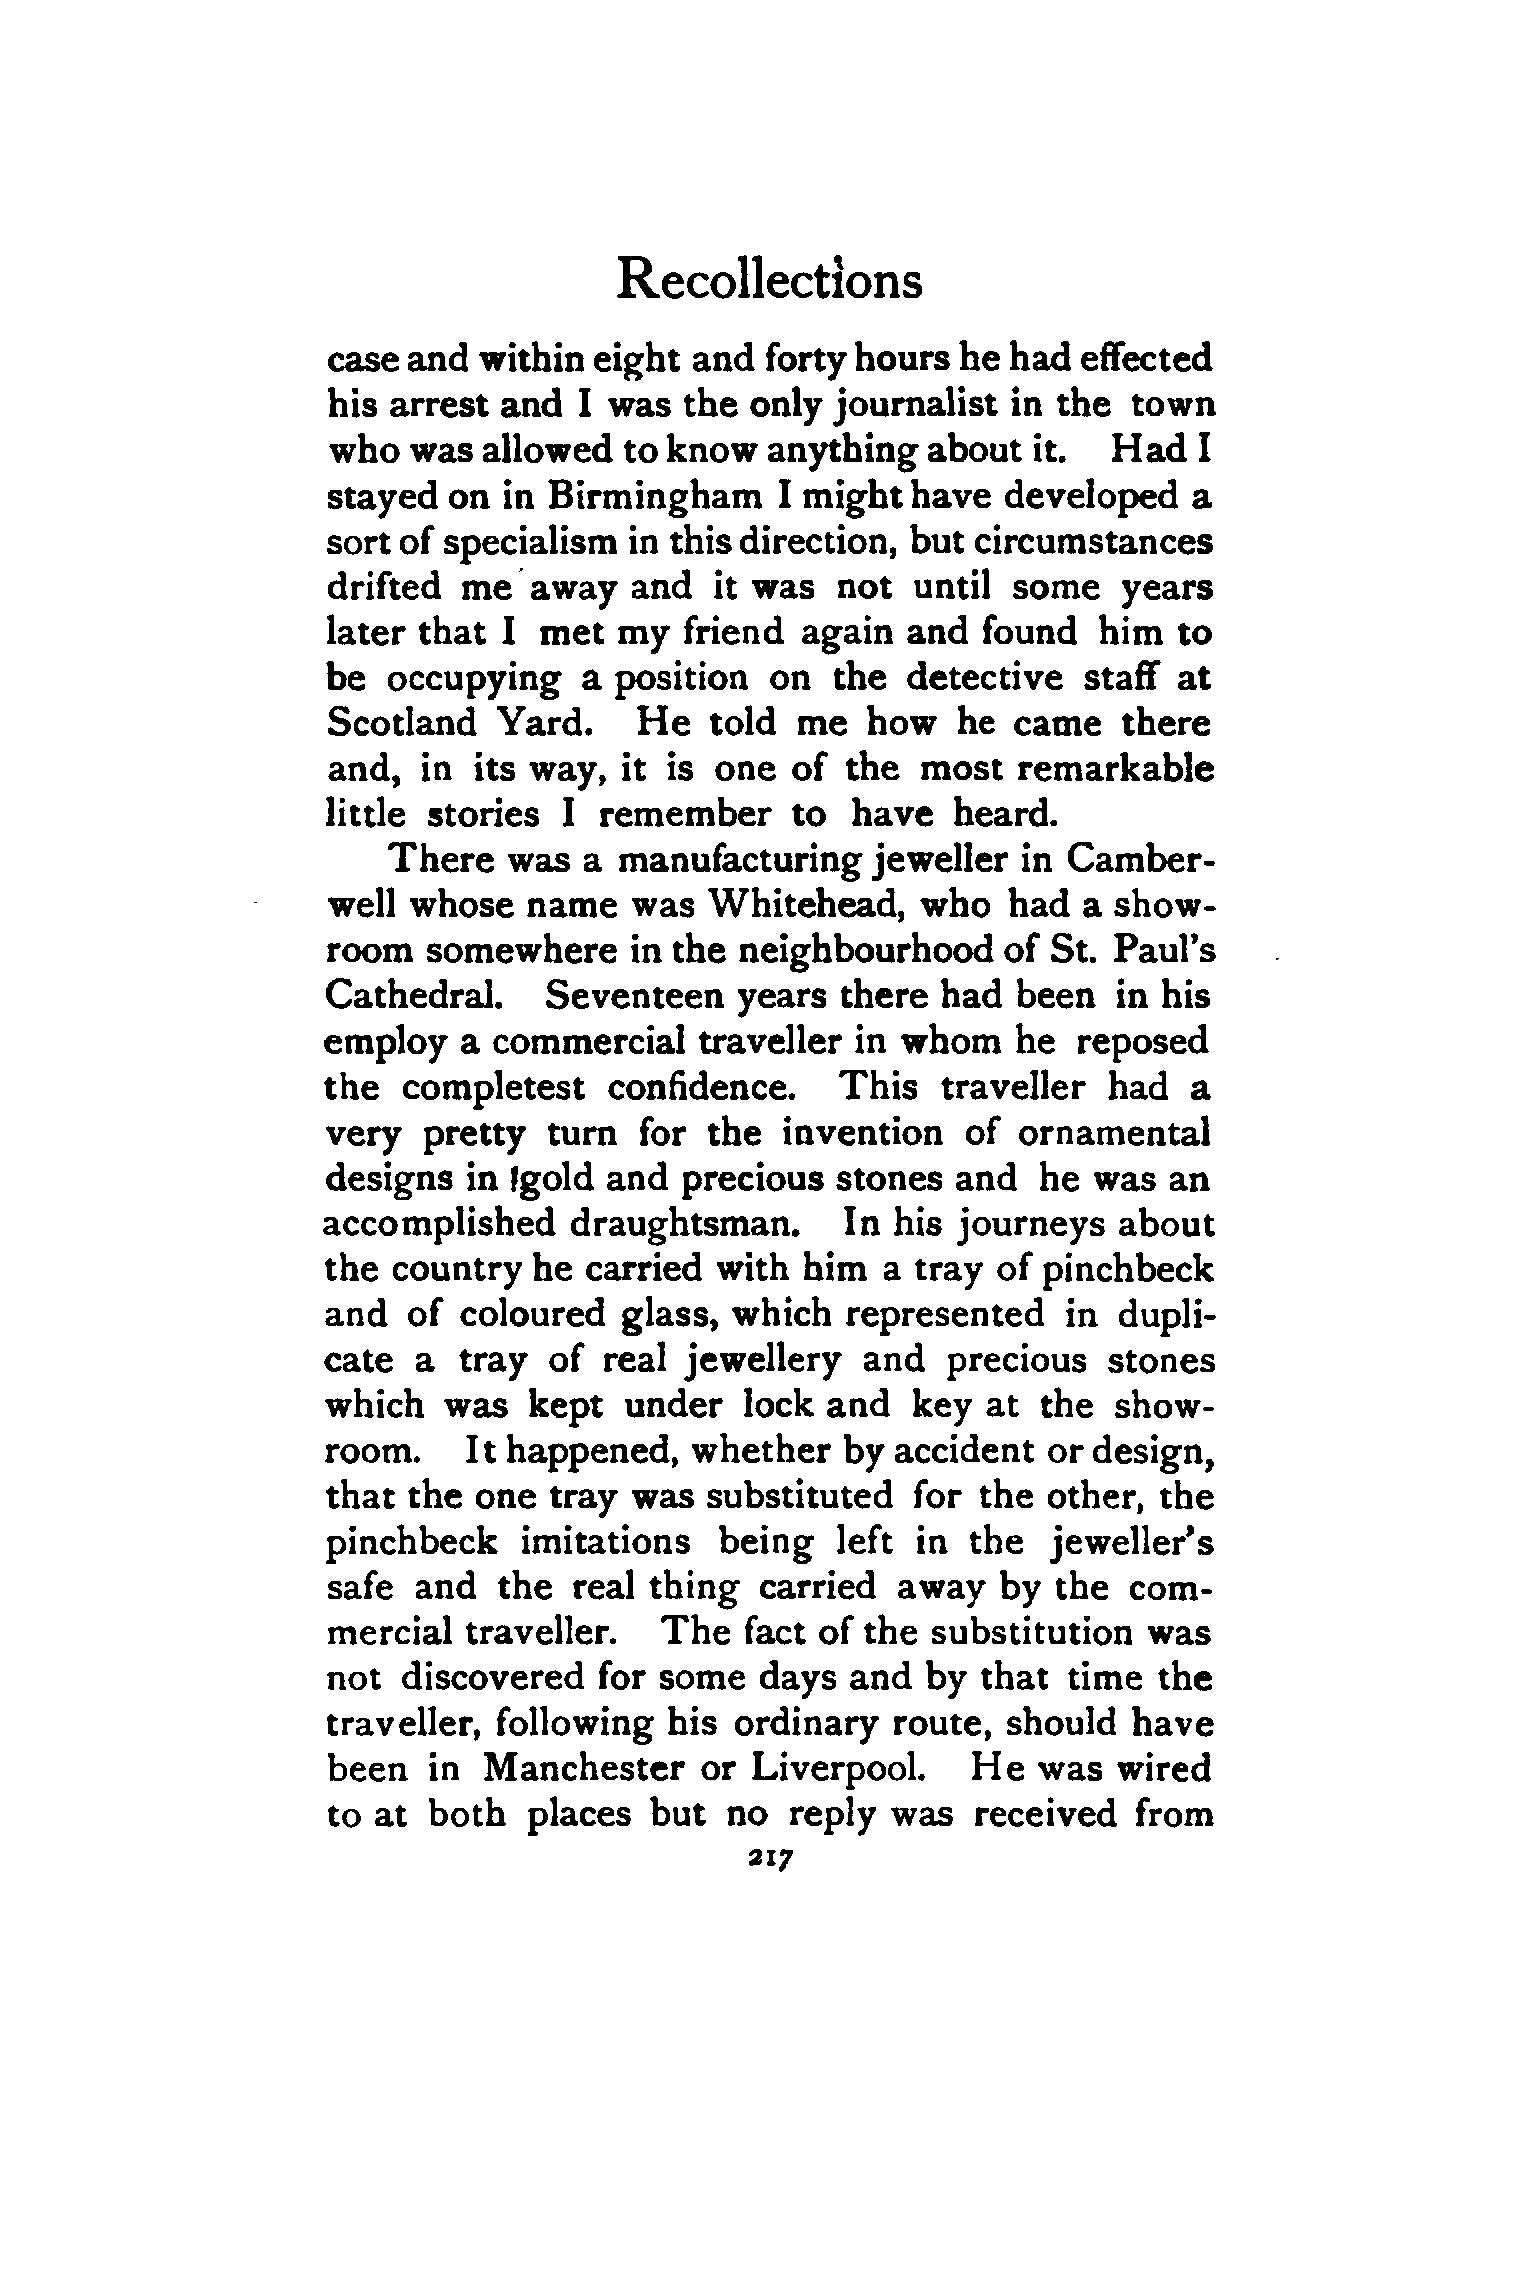 Recollections
case and within eight and forty hours he had effected
his arrest and I was the only journalist in the town
who was allowed to know anything about it. Had I
stayed on in Birmingham I might have developed a
sort of specialism in this direction, but circumstances
drifted me away and it was not until some years
later that I met my friend again and found him to
be occupying a position on the detective staff at
Scotland Yard. He told me how he came there
and, in its way, it is one of the most remarkable
little stories I remember to have heard.
There was a manufacturing jeweller in Camber-
well whose name was Whitehead, who had a show-
room somewhere in the neighbourhood of St. Paul's
Cathedral. Seventeen years there had been in his
employ a commercial traveller in whom he reposed
the completest confidence. This traveller had a
very pretty turn for the invention of ornamental
designs in gold and precious stones and he was an
accomplished draughtsman. In his journeys about
the country he carried with him a tray of pinchbeck
and of coloured glass, which represented in dupli-
cate a tray of real jewellery and precious stones
which was kept under lock and key at the show-
room. It happened, whether by accident or design,
that the one tray was substituted for the other, the
pinchbeck imitations being left in the jeweller's
safe and the real thing carried away by the com-
mercial traveller. The fact of the substitution was
not discovered for some days and by that time the
traveller, following his ordinary route, should have
been in Manchester or Liverpool. He was wired
to at both places but no reply was received from
217